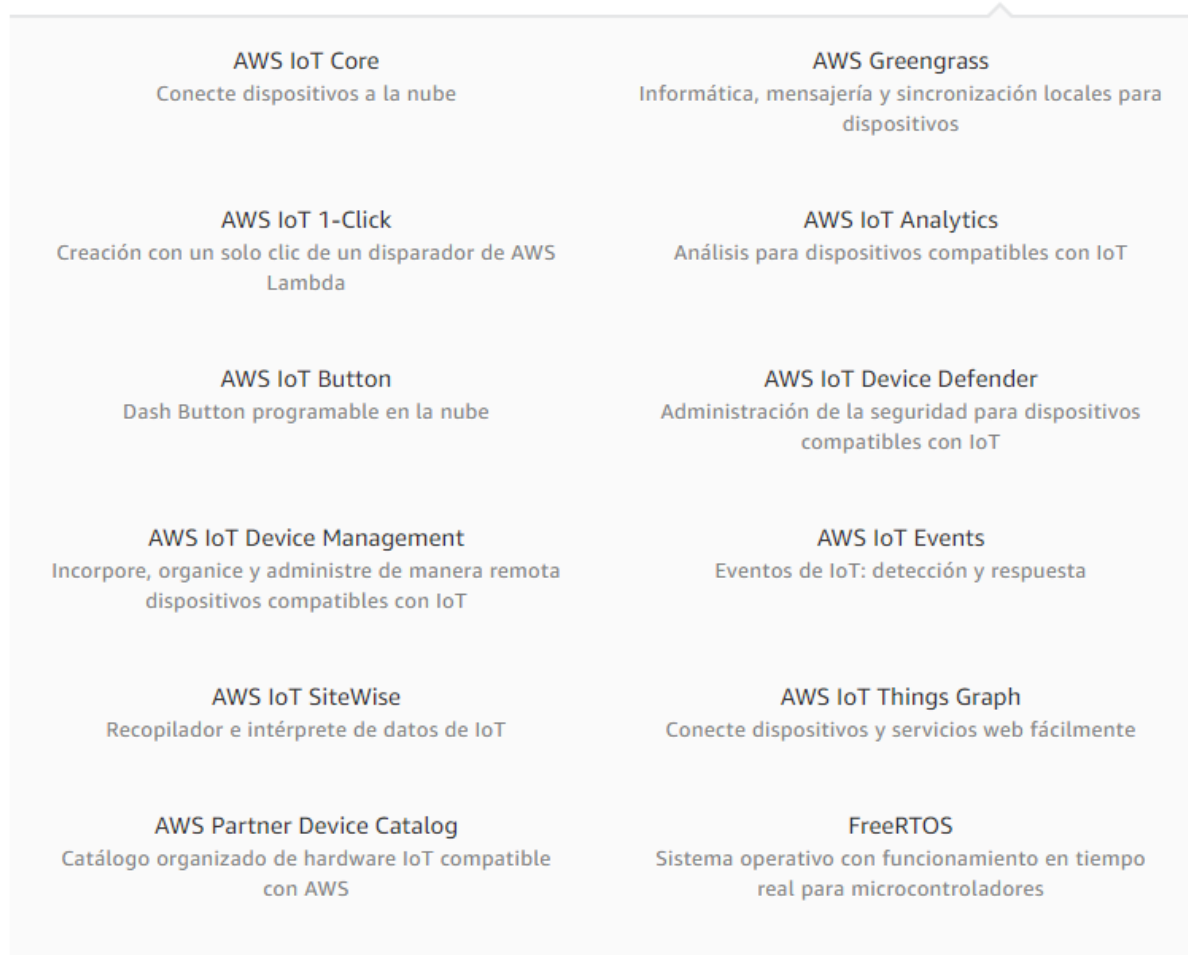 AWS IoT Core
Conecte dispositivos a la nube
AWS Greengrass
Informática, mensajería y sincronización locales para
dispositivos
AWS IoT 1-Click
Creación con un solo clic de un disparador de AWS
Lambda
AWS IoT Analytics
Análisis para dispositivos compatibles con IoT
AWS IoT Button
Dash Button programable en la nube
AWS IoT Device Defender
Administración de la seguridad para dispositivos
compatibles con IoT
AWS IoT Device Management
Incorpore, organice y administre de manera remota
dispositivos compatibles con IoT
AWS IoT Events
Eventos de IoT: detección y respuesta
AWS IoT SiteWise
Recopilador e intérprete de datos de IoT
AWS IoT Things Graph
Conecte dispositivos y servicios web fácilmente
AWS Partner Device Catalog
Catálogo organizado de hardware IoT compatible
con AWS
FreeRTOS
Sistema operativo con funcionamiento en tiempo
real para microcontroladores